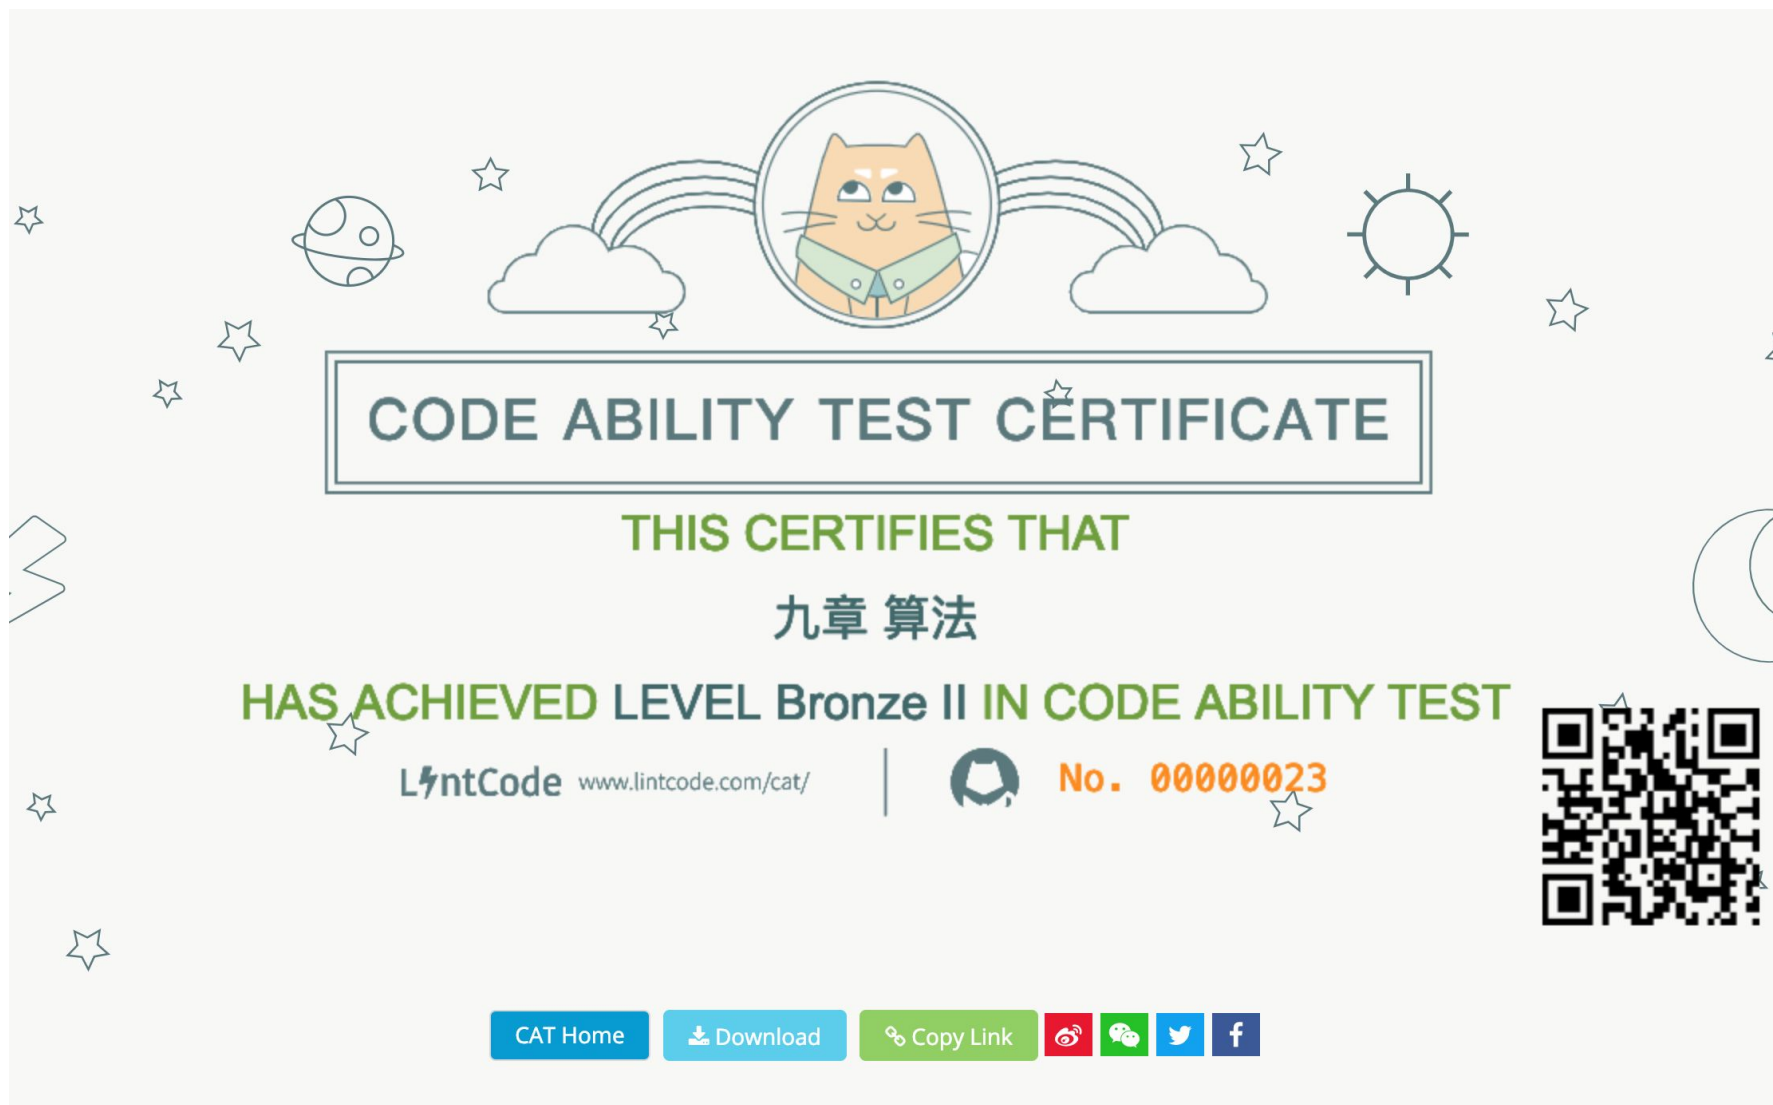 CODE ABILITY TEST CERTIFICATE
THIS CERTIFIES THAT
九章 算法
HAS ACHIEVED LEVEL Bronze II IN CODE ABILITY TEST
LintCode www.lintcode.com/cat/ No. 00000023
CAT Home Download Copy Link